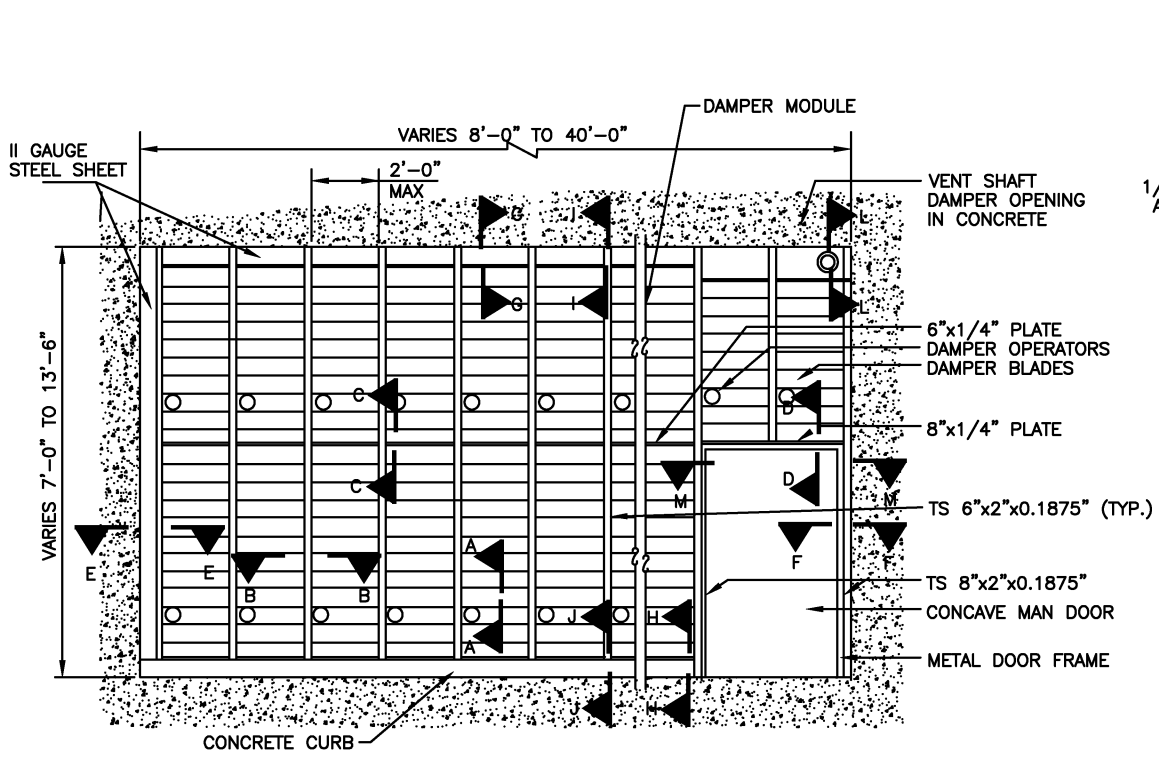 DAMPER MODULE
VARIES 8'-0" TO 40'-0"
II GAUGE
STEEL SHEET
2'-0"
MAX
VENT SHAFT
DAMPER OPENING
IN CONCRETE
1/
G
I
L
G
I
L
6"x1/4" PLATE
DAMPER OPERATORS
DAMPER BLADES
VARIES 7'-0" TO 13'-6"
C
D
8"x1/4" PLATE
C
M
D
M
TS 6"x2"x0.1875" (TYP.)
E
E
B
B
A
F
F
TS 8"x2"x0.1875"
CONCAVE MAN DOOR
J
H
A
METAL DOOR FRAME
J
H
CONCRETE CURB